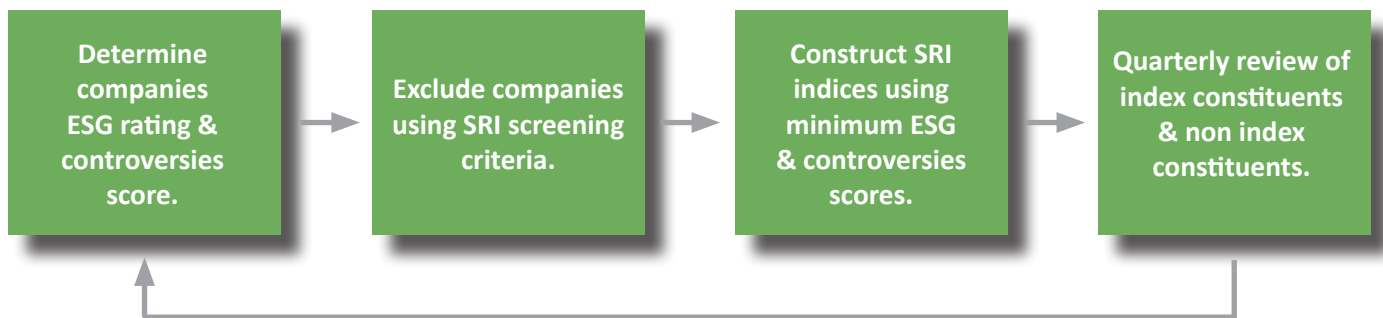 Determine
companies
ESG rating &
controversies
score.
Exclude companies
using SRI screening
criteria.
Construct SRI
indices using
minimum ESG
& controversies
scores.
Quarterly review of
index constituents
& non index
constituents.